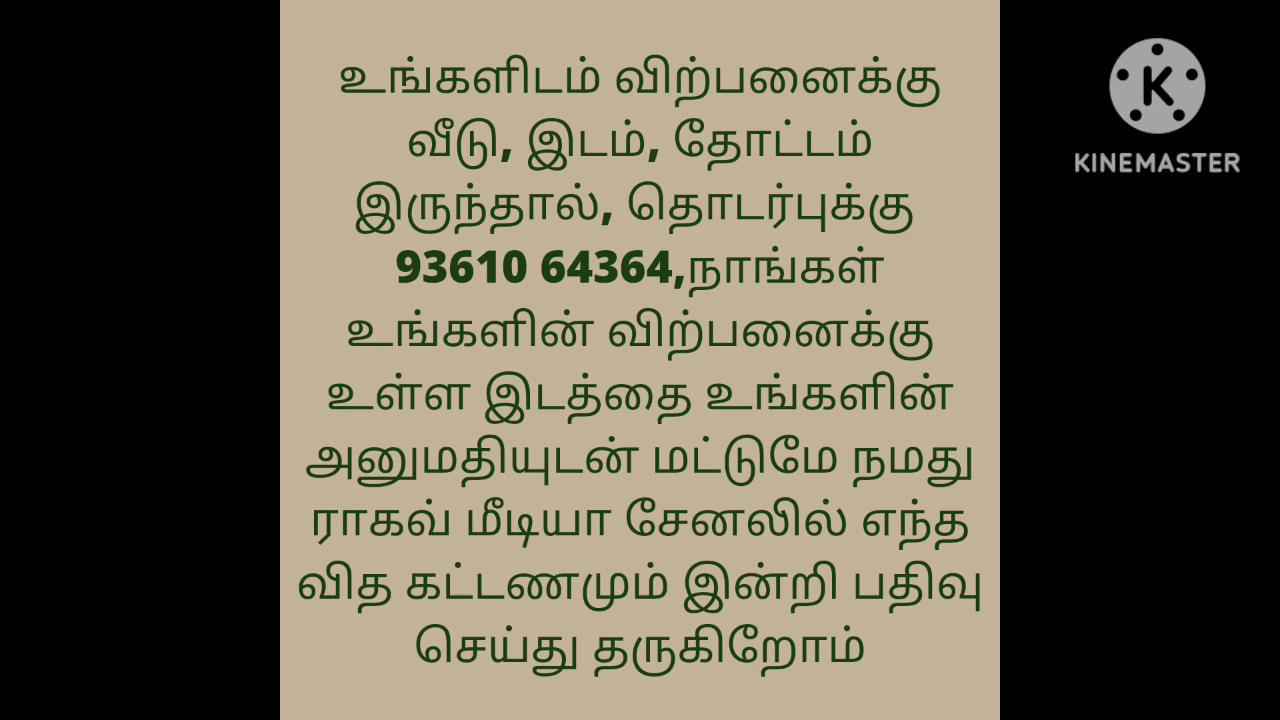 உங்களிடம் விற்பனைக்கு
வீடு, இடம், தோட்டம்
இருந்தால், தொடர்புக்கு
93610 64364,நாங்கள்
உங்களின் விற்பனைக்கு
உள்ள இடத்தை உங்களின்
அனுமதியுடன் மட்டுமே நமது
ராகவ் மீடியா சேனலில் எந்த
வித கட்டணமும் இன்றி பதிவு
செய்து தருகிறோம்
K
KINEMASTER